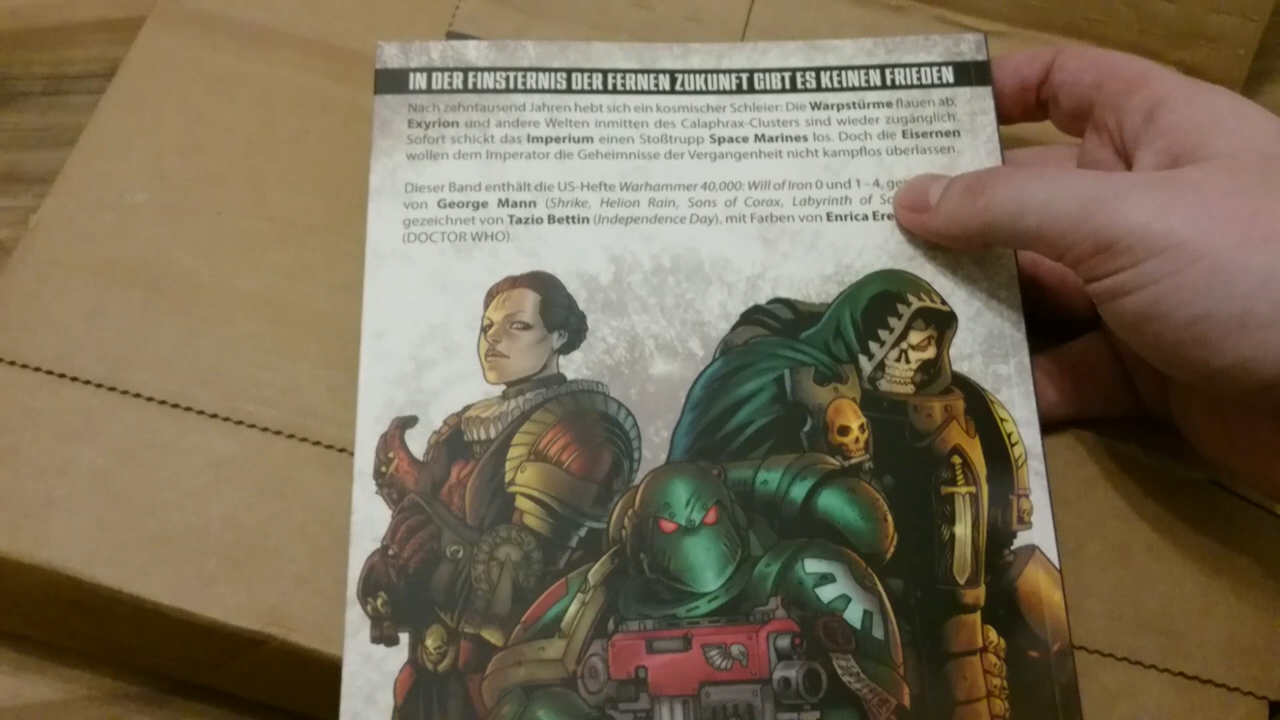 IN DER FINSTERNIS DER FERNEN ZUKUNFT GIBT ES KEINEN FRIEDEN
Nach zehntausend Jahren hebt sich ein kosmischer Schleier: Die Warpstürme flauen ab,
Exyrion und andere Welten inmitten des Calaphrax-Clusters sind wieder zugänglich.
Sofort schickt das Imperium einen Stoßtrupp Space Marines los. Doch die Eisernen
wollen dem Imperator die Geheimnisse der Vergangenheit nicht kampflos überlassen.
Dieser Band enthält die US-Hefte Warhammer 40,000: Will of Iron 0 und 1 - 4,
von George Mann (Shrike, Helion Rain, Sons of Corax, Labyrinth of
gezeichnet von Tazio Bettin (Independence Day), mit Farben von Enrica
(DOCTOR WHO).